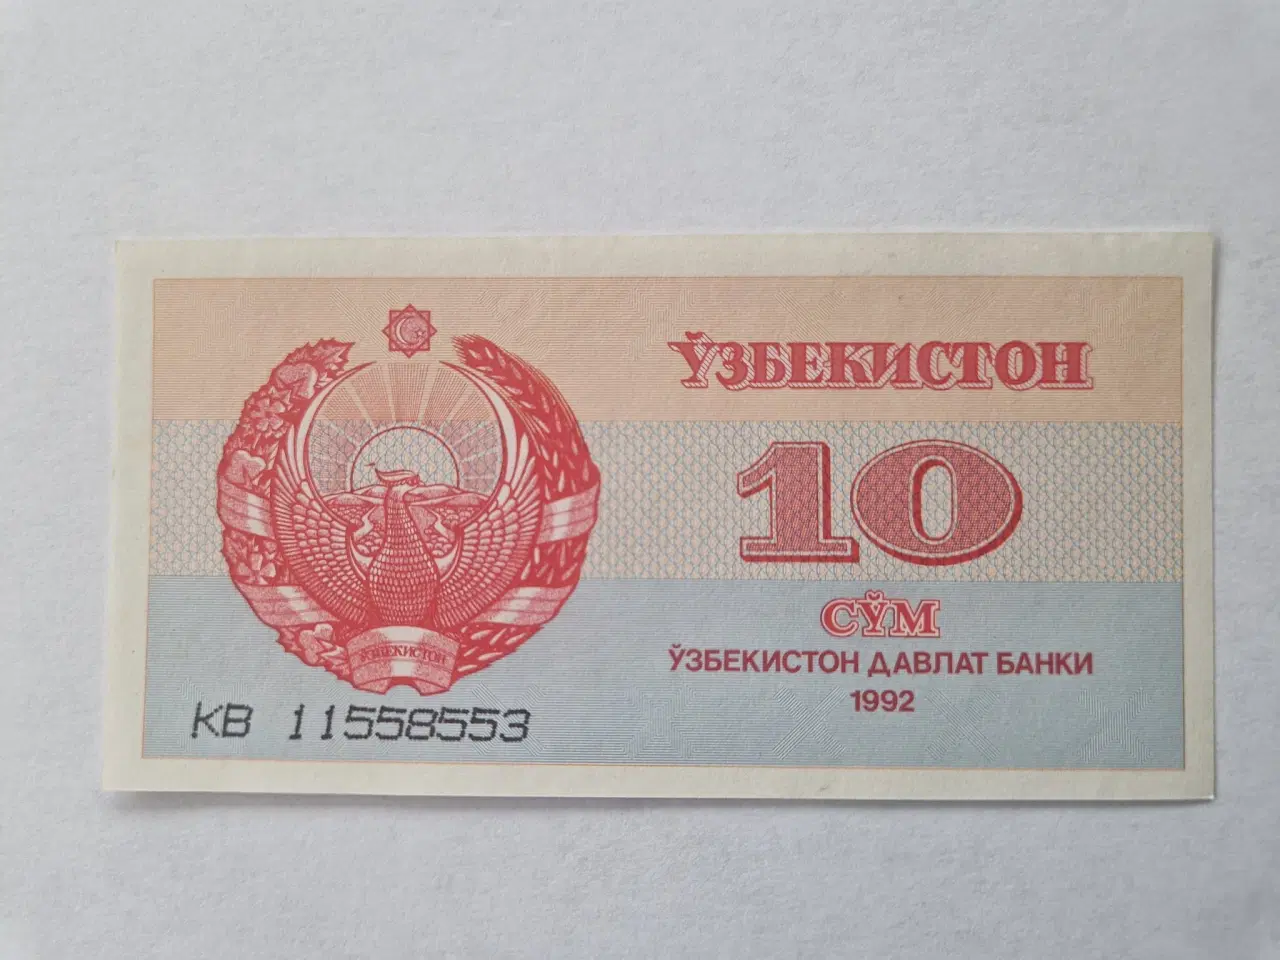 ЎЗБЕКИСТОН
10
СЎМ
ЎЗБЕКИСТОН ДАВЛАТ БАНКИ
1992
ЎЗБЕКИСТОН
КВ 11558553